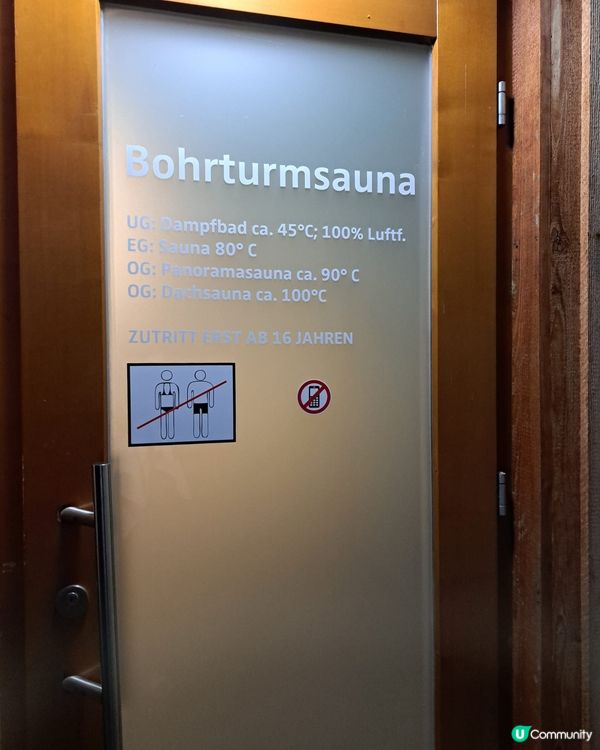 Bohrturmsauna
UG: Dampfbad ca. 45°C; 100% Luftf.
EG: Sauna 80° C
OG: Panoramasauna ca. 90° C
OG: Dachsauna ca. 100°C
ZUTRITT ERST AB 16 JAHREN
U Community